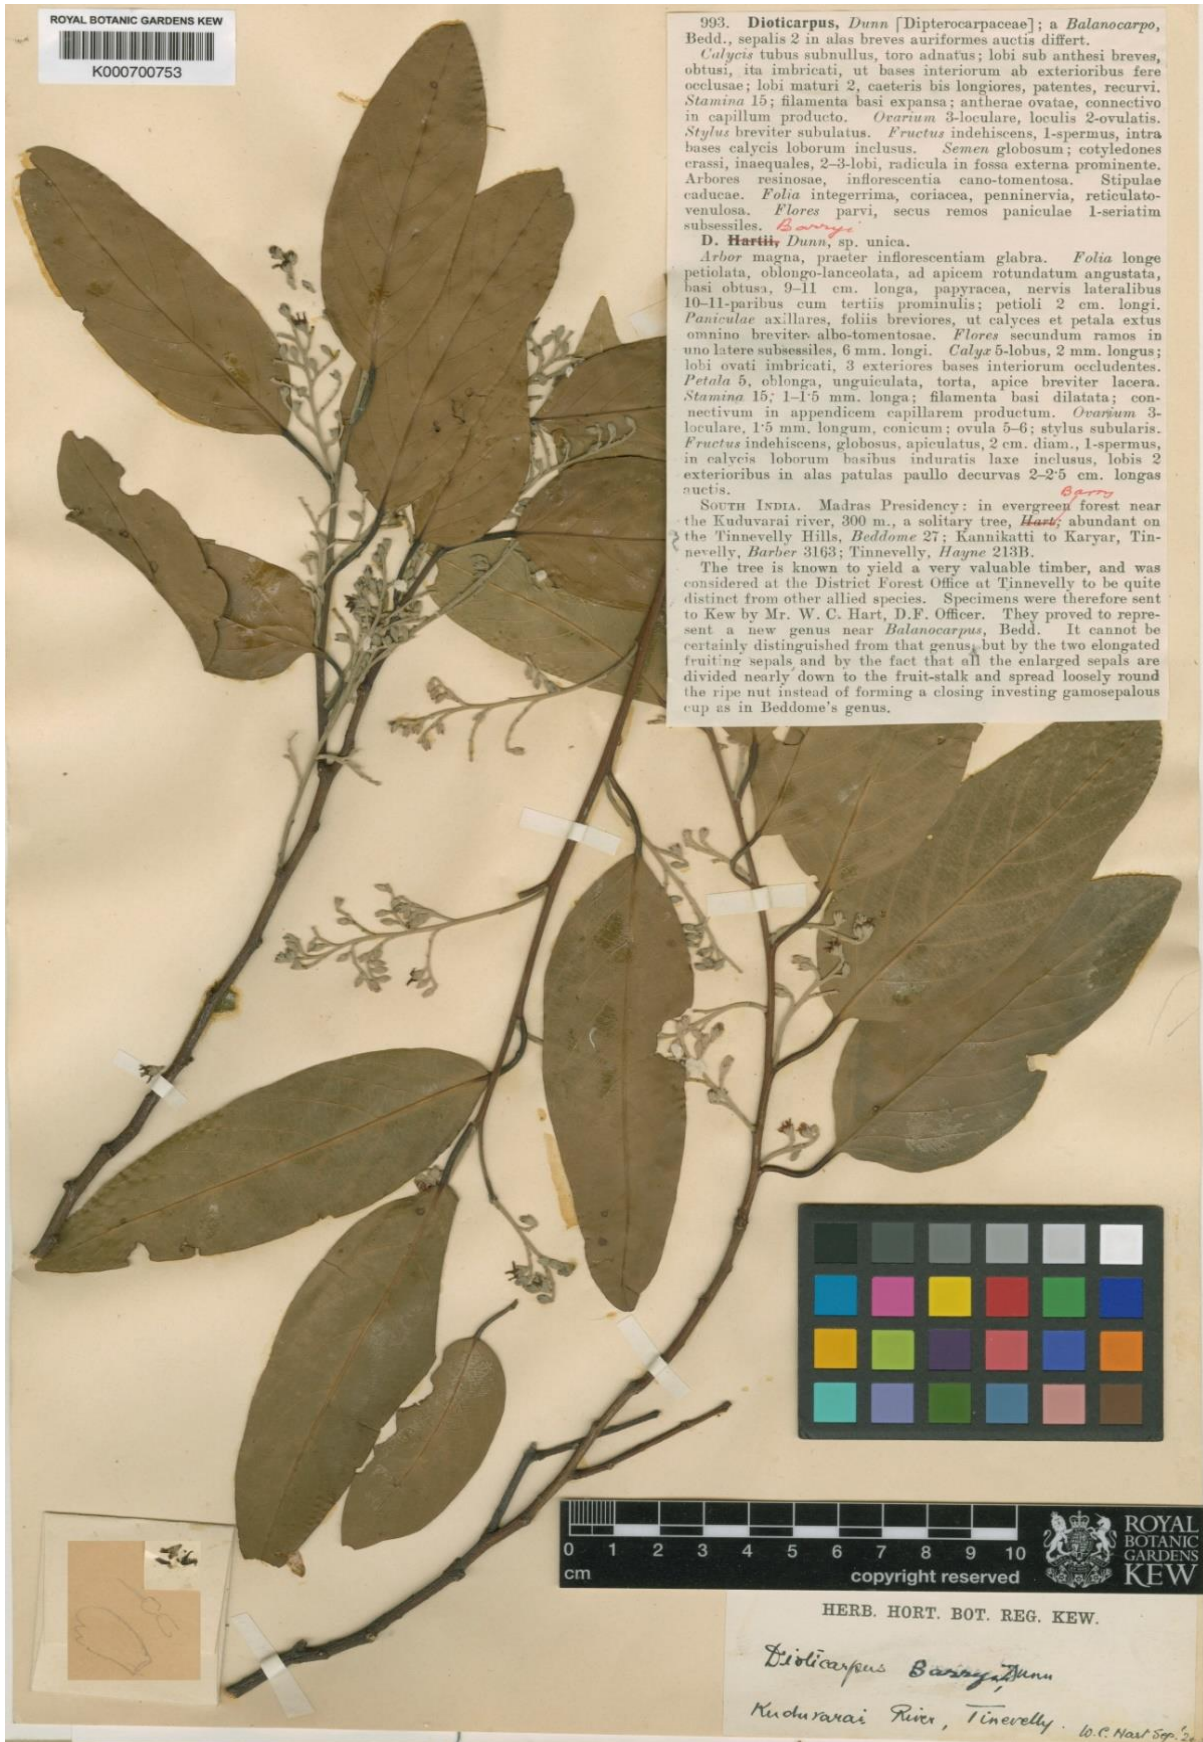 ROYAL BOTANIC GARDENS KEW
K000700753
993. Dioticarpus, Dunn [Dipterocarpaceae]; a Balanocarpo,
Bedd., sepalis 2 in alas breves auriformes auctis differt.
Calycis tubus subnullus, toro adnatus; lobi sub anthesi breves,
obtusi, ita imbricati, ut bases interiorum ab exterioribus fere
occlusae; lobi maturi 2, caeteris bis longiores, patentes, recurvi.
Stamina 15; filamenta basi expansa; antherae ovatae, connectivo
in capillum producto. Ovarium 3-loculare, loculis 2-ovulatis.
Stylus breviter subulatus. Fructus indehiscens, 1-spermus, intra
bases calycis loborum inclusus. Semen globosum; cotyledones
crassi, inaequales, 2–3-lobi, radicula in fossa externa prominente.
Arbores resinosae, inflorescentia cano-tomentosa. Stipulae
caducae. Folia integerrima, coriacea, penninervia, reticulato-
venulosa. Flores parvi, secus remos paniculae 1-seriatim
subsessiles. Barryi
D. Hartii, Dunn, sp. unica.
Arbor magna, praeter inflorescentiam glabra. Folia longe
petiolata, oblongo-lanceolata, ad apicem rotundatum angustata,
basi obtusa, 9–11 cm. longa, papyracea, nervis lateralibus
10–11-paribus cum tertiis prominulis; petioli 2 cm. longi.
Paniculae axillares, foliis breviores, ut calyces et petala extus
omnino breviter albo-tomentosae. Flores secundum ramos in
uno latere subsessiles, 6 mm. longi. Calyx 5-lobus, 2 mm. longus;
lobi ovati imbricati, 3 exteriores bases interiorum occludentes.
Petala 5, oblonga, unguiculata, torta, apice breviter lacera.
Stamina 15; 1–1·5 mm. longa; filamenta basi dilatata; con-
nectivum in appendicem capillarem productum. Ovarium 3-
loculare, 1·5 mm. longum, conicum; ovula 5–6; stylus subularis.
Fructus indehiscens, globosus, apiculatus, 2 cm. diam., 1-spermus,
in calycis loborum basibus induratis laxe inclusus, lobis 2
exterioribus in alas patulas paullo decurvas 2–2·5 cm. longas
auctis.
Barry
SOUTH INDIA. Madras Presidency: in evergreen forest near
the Kuduvarai river, 300 m., a solitary tree, Hart; abundant on
the Tinnevelly Hills, Beddome 27; Kannikatti to Karyar, Tin-
nevelly, Barber 3163; Tinnevelly, Hayne 213B.
The tree is known to yield a very valuable timber, and was
considered at the District Forest Office at Tinnevelly to be quite
distinct from other allied species. Specimens were therefore sent
to Kew by Mr. W. C. Hart, D.F. Officer. They proved to repre-
sent a new genus near Balanocarpus, Bedd. It cannot be
certainly distinguished from that genus, but by the two elongated
fruiting sepals and by the fact that all the enlarged sepals are
divided nearly down to the fruit-stalk and spread loosely round
the ripe nut instead of forming a closing investing gamosepalous
cup as in Beddome's genus.
0 1 2 3 4 5 6 7 8 9 10
cm
copyright reserved
ROYAL
BOTANIC
GARDENS
KEW
HERB. HORT. BOT. REG. KEW.
Dioticarpus Barryi, Dunn
Kuduvarai River, Tinevelly.
W.C. Hart Sep.